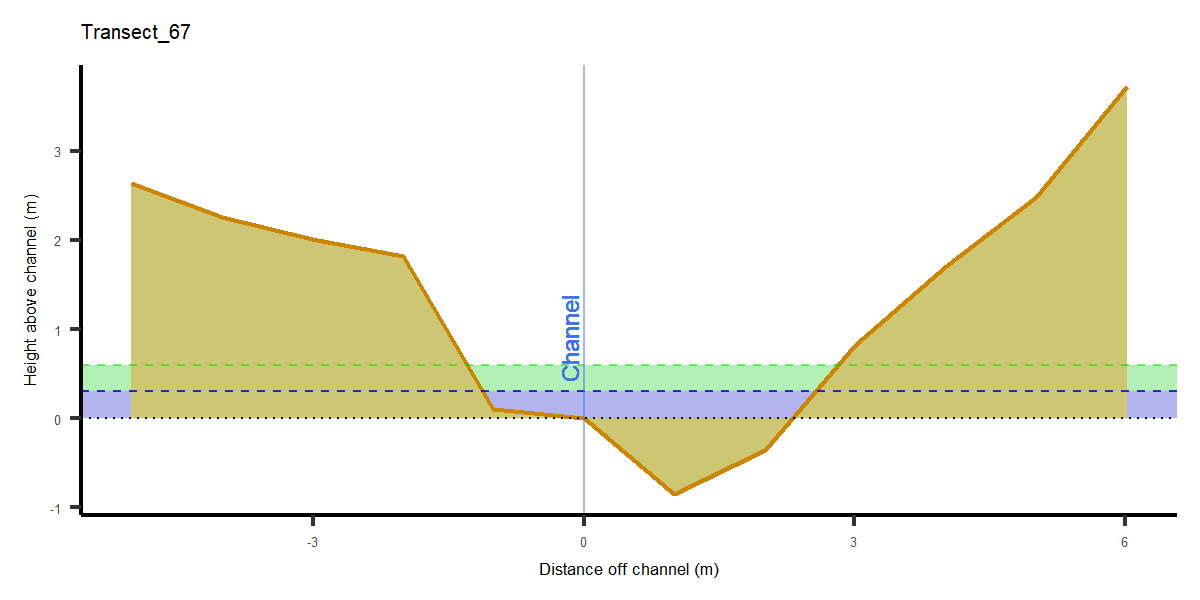 Transect_67
Height above channel (m)
3
2
1
0
-1
Channel
-3
0
3
6
Distance off channel (m)